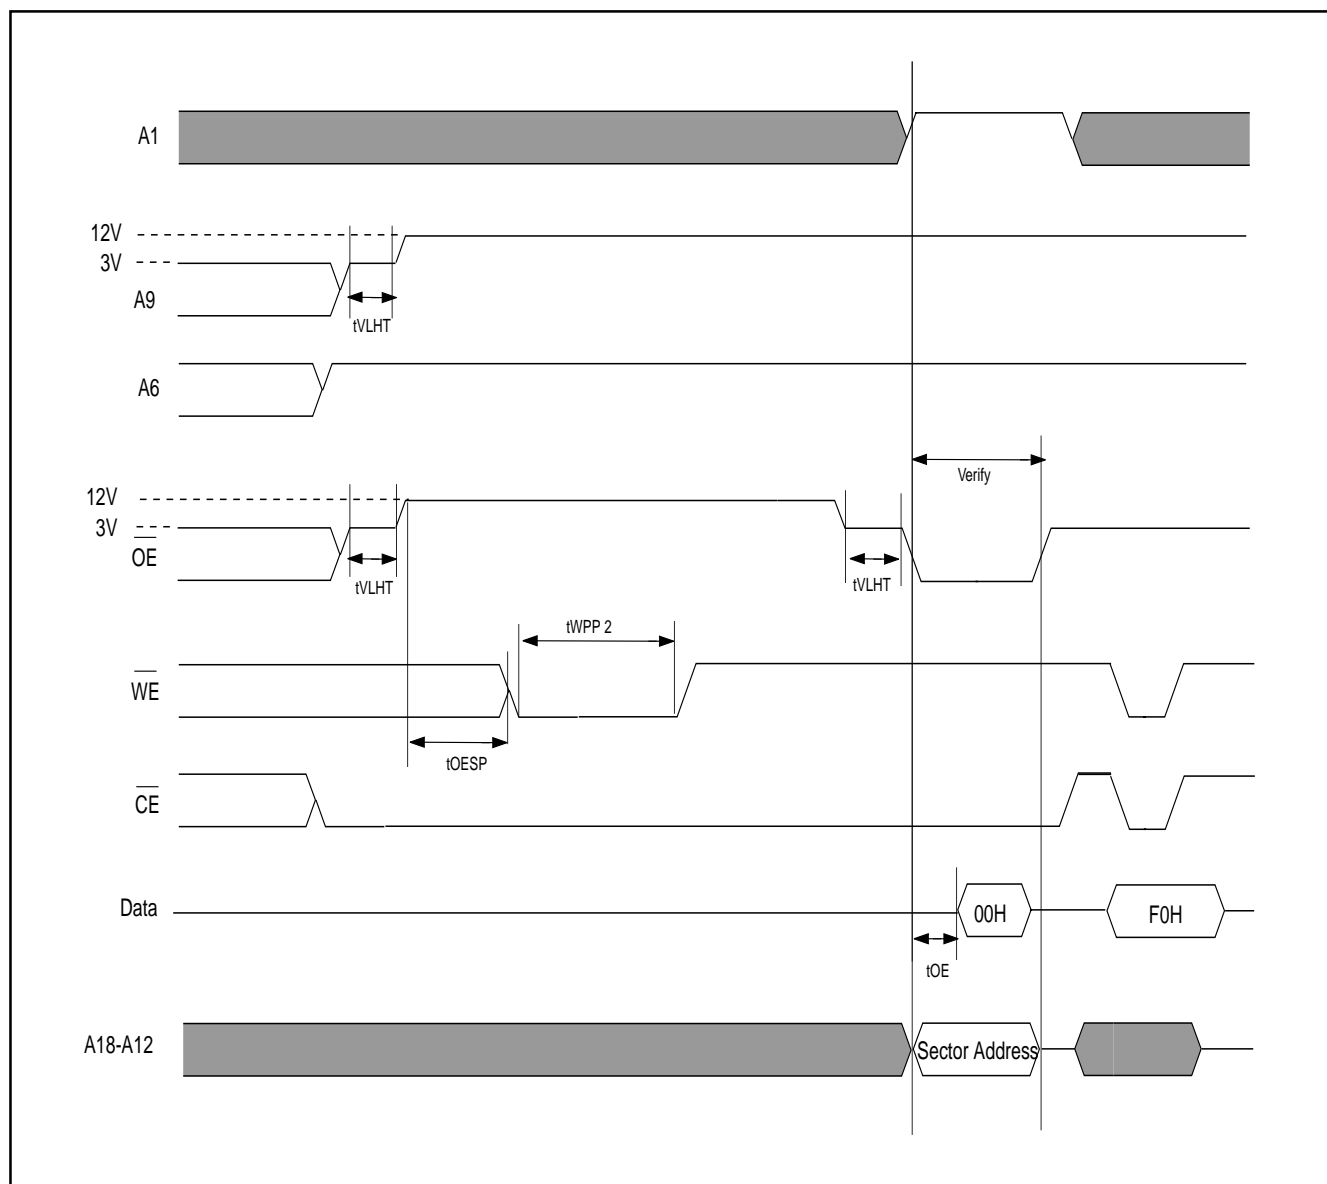 A1
12V
3V
A9
tVLHT
A6
Verify
12V
3V
OE
tVLHT
tVLHT
tWPP 2
WE
tOESP
CE
Data
00H
F0H
tOE
A18-A12
Sector Address